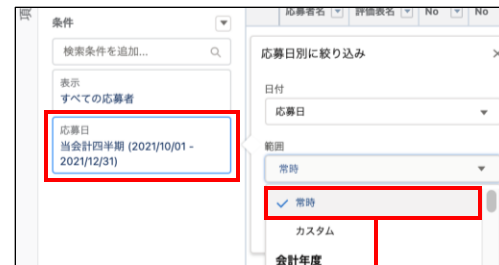 項
応募者名 評価表名 No No
条件
検索条件を追加...
表示
すべての応募者
応募日
当会計四半期 (2021/10/01 -
2021/12/31)
応募日別に絞り込み
日付
応募日
範囲
常時
常時
カスタム
会計年度